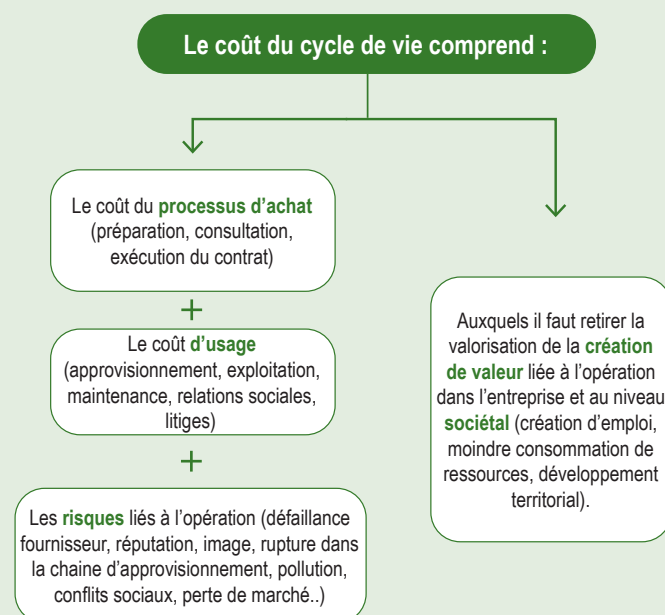 Le coût du cycle de vie comprend :
Le coût du processus d’achat
(préparation, consultation,
exécution du contrat)
+
Le coût d’usage
(approvisionnement, exploitation,
maintenance, relations sociales,
litiges)
+
Les risques liés à l’opération (défaillance
fournisseur, réputation, image, rupture dans
la chaine d’approvisionnement, pollution,
conflits sociaux, perte de marché..)
Auxquels il faut retirer la
valorisation de la création
de valeur liée à l’opération
dans l’entreprise et au niveau
sociétal (création d’emploi,
moindre consommation de
ressources, développement
territorial).